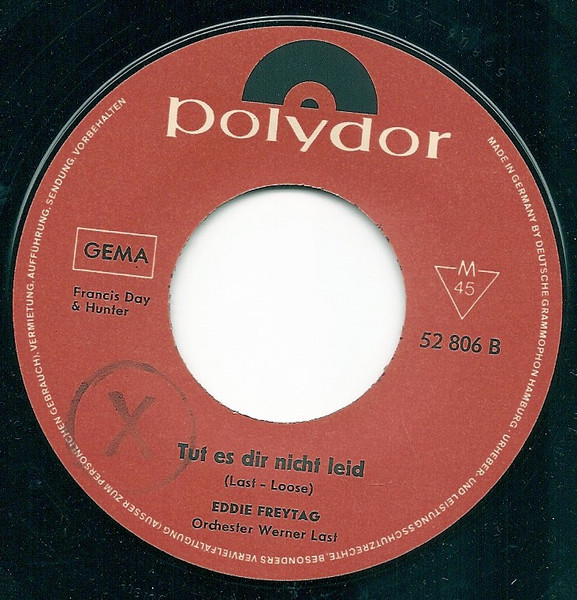 polydor
GEMA
Francis Day
& Hunter
M
45
52 806 B
X
Tut es dir nicht leid
(Last - Loose)
EDDIE FREYTAG
Orchester Werner Last
MADE IN GERMANY BY DEUTSCHE GRAMMOPHON HAMBURG · URHEBER- UND LEISTUNGSSCHUTZRECHTE, BESONDERS VERVIELFÄLTIGUNG (AUSSER ZUM PERSÖNLICHEN GEBRAUCH), VERMIETUNG, AUFFÜHRUNG, SENDUNG, VORBEHALTEN